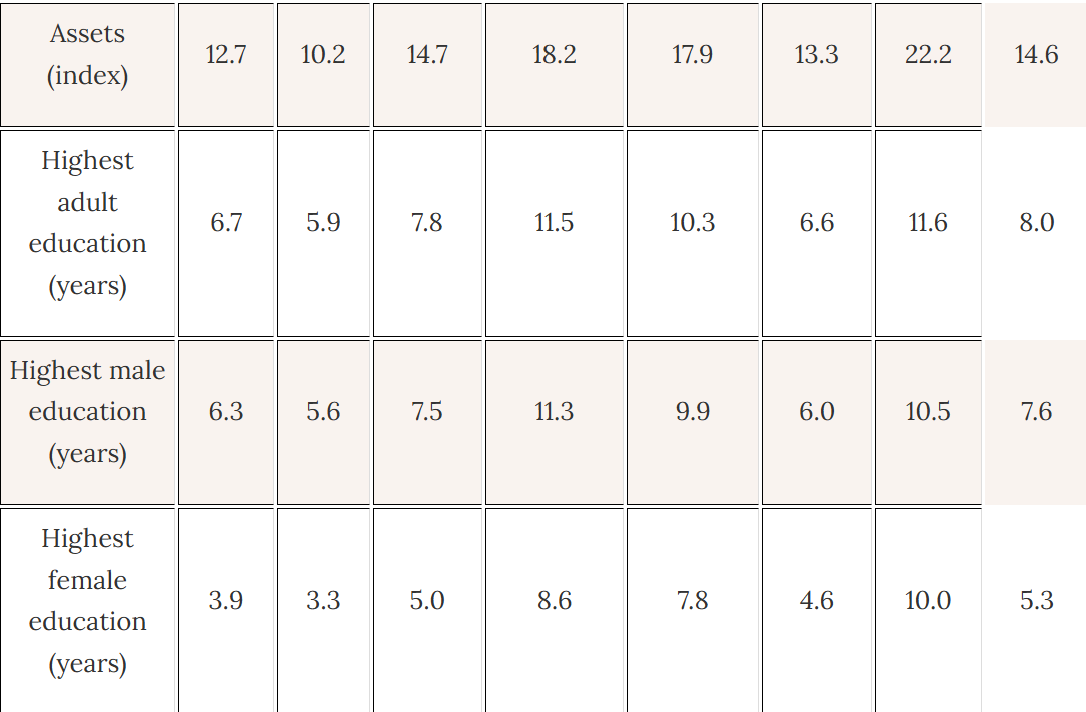 Assets
(index)
12.7 10.2 14.7 18.2 17.9 13.3 22.2 14.6
Highest
adult
education
(years)
6.7 5.9 7.8 11.5 10.3 6.6 11.6 8.0
Highest male
education
(years)
6.3 5.6 7.5 11.3 9.9 6.0 10.5 7.6
Highest
female
education
(years)
3.9 3.3 5.0 8.6 7.8 4.6 10.0 5.3